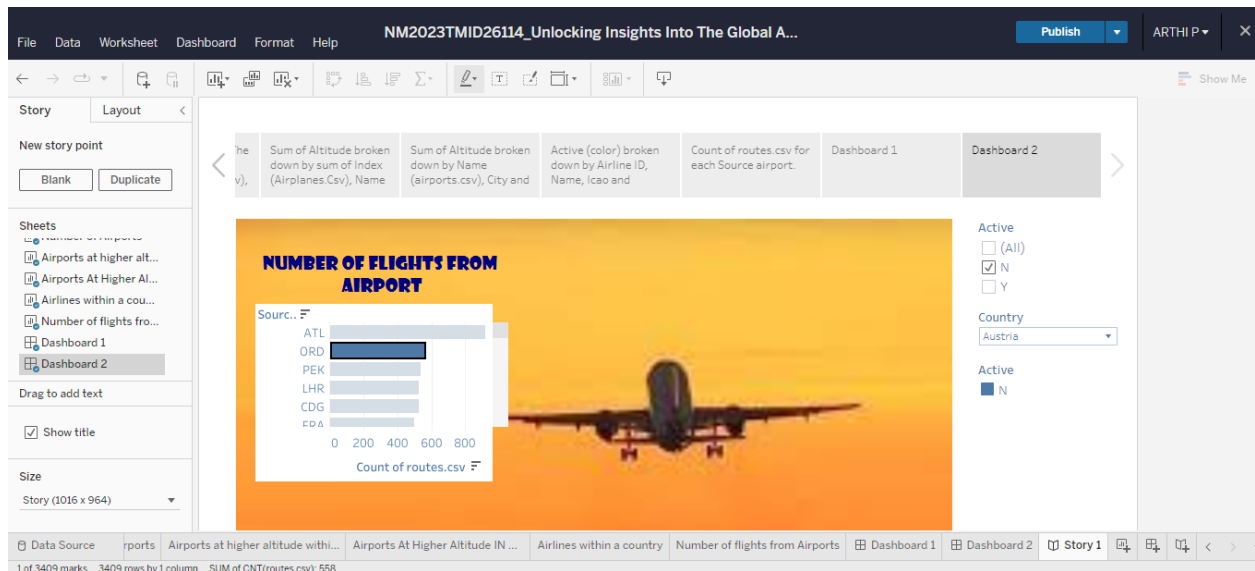 NM2023TMID26114_Unlocking Insights Into The Global A...
Publish
ARTHI P
File Data Worksheet Dashboard Format Help
Show Me
Story Layout
New story point
Blank Duplicate
Sheets
Number of Airports
Airports at higher alt...
Airports At Higher Al...
Airlines within a cou...
Number of flights fro...
Dashboard 1
Dashboard 2
Drag to add text
Show title
Size
Story (1016 x 964)
Sum of Altitude broken
down by sum of Index
(Airplanes.Csv), Name
Sum of Altitude broken
down by Name
(airports.csv), City and
Active (color) broken
down by Airline ID,
Name, Icao and
Count of routes.csv for
each Source airport.
Dashboard 1
Dashboard 2
NUMBER OF FLIGHTS FROM
AIRPORT
Sourc..
ATL
ORD
PEK
LHR
CDG
FRA
0 200 400 600 800
Count of routes.csv
Active
(All)
N
Y
Country
Austria
Active
N
Data Source rports Airports at higher altitude withi... Airports At Higher Altitude IN ... Airlines within a country Number of flights from Airports Dashboard 1 Dashboard 2 Story 1
1 of 3409 marks 3409 rows by 1 column SUM of CNT(routes.csv): 558